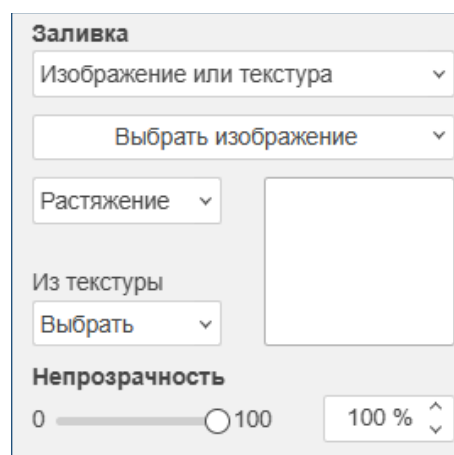 Заливка
Изображение или текстура
Выбрать изображение
Растяжение
Из текстуры
Выбрать
Непрозрачность
0 100 100 %